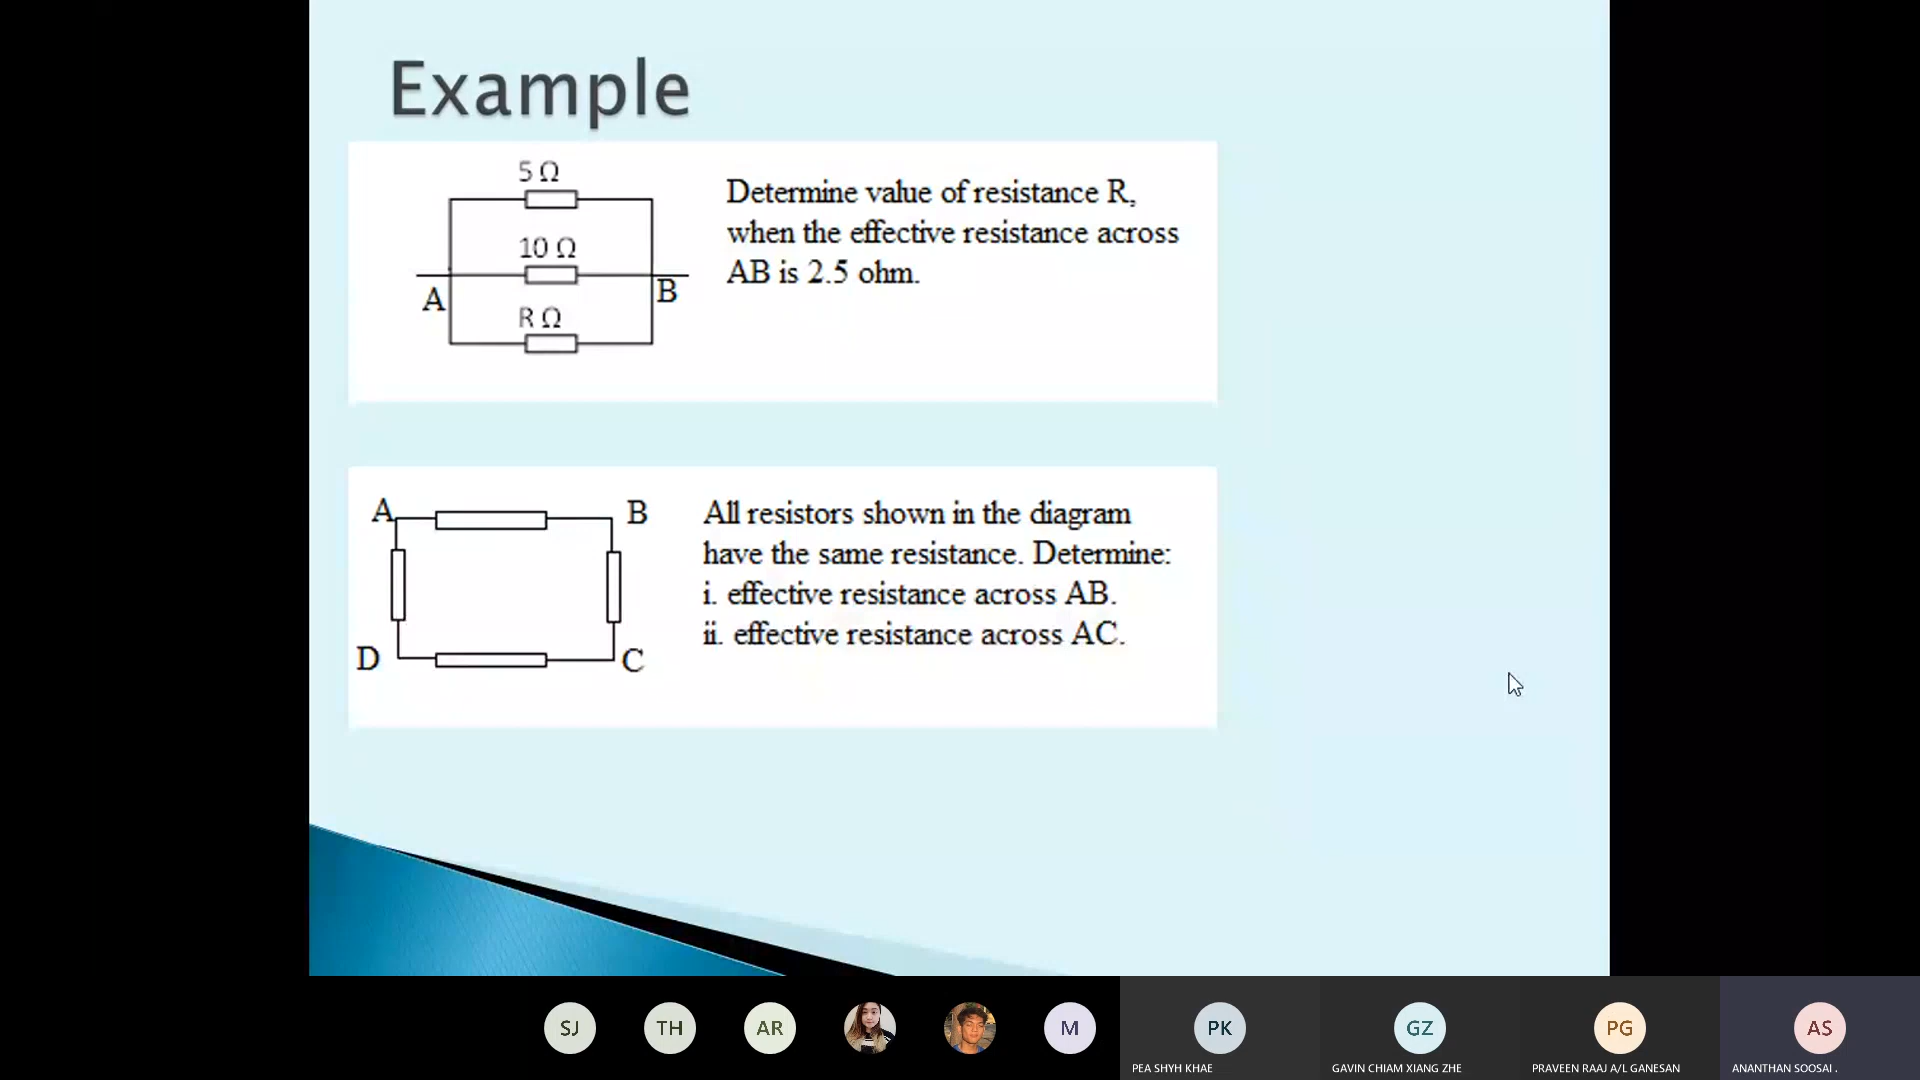 Example
5 Ω
10 Ω
A
B
R Ω
Determine value of resistance R,
when the effective resistance across
AB is 2.5 ohm.
A
B
D
C
All resistors shown in the diagram
have the same resistance. Determine:
i. effective resistance across AB.
ii. effective resistance across AC.
SJ
TH
AR
M
PK
GZ
PG
AS
PEA SHYH KHAE
GAVIN CHIAM XIANG ZHE
PRAVEEN RAAJ A/L GANESAN
ANANTHAN SOOSAI .